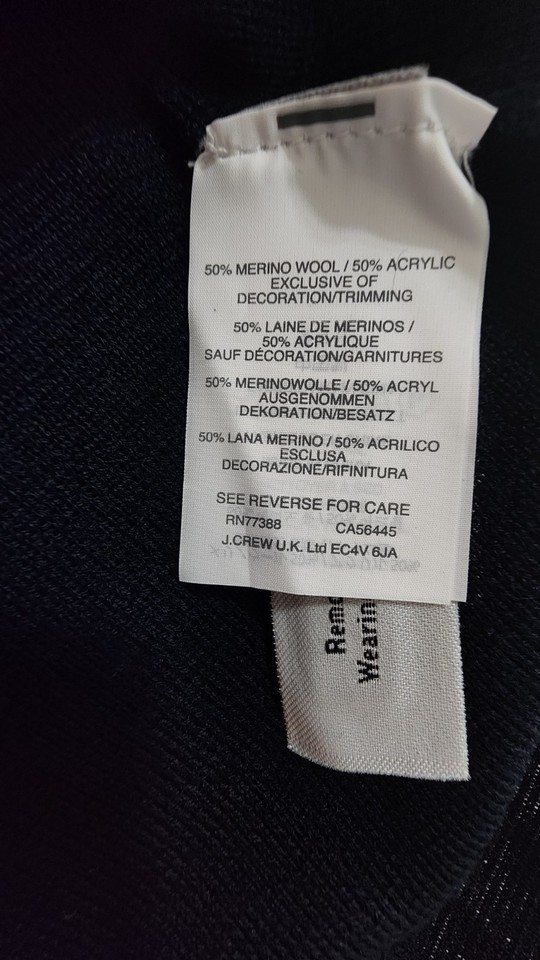 50% MERINO WOOL / 50% ACRYLIC
EXCLUSIVE OF
DECORATION/TRIMMING
50% LAINE DE MERINOS /
50% ACRYLIQUE
SAUF DÉCORATION/GARNITURES
50% MERINOWOLLE / 50% ACRYL
AUSGENOMMEN
DEKORATION/BESATZ
50% LANA MERINO / 50% ACRILICO
ESCLUSA
DECORAZIONE/RIFINITURA
SEE REVERSE FOR CARE
RN77388 CA56445
J.CREW U.K. Ltd EC4V 6JA
Remo
Wearin